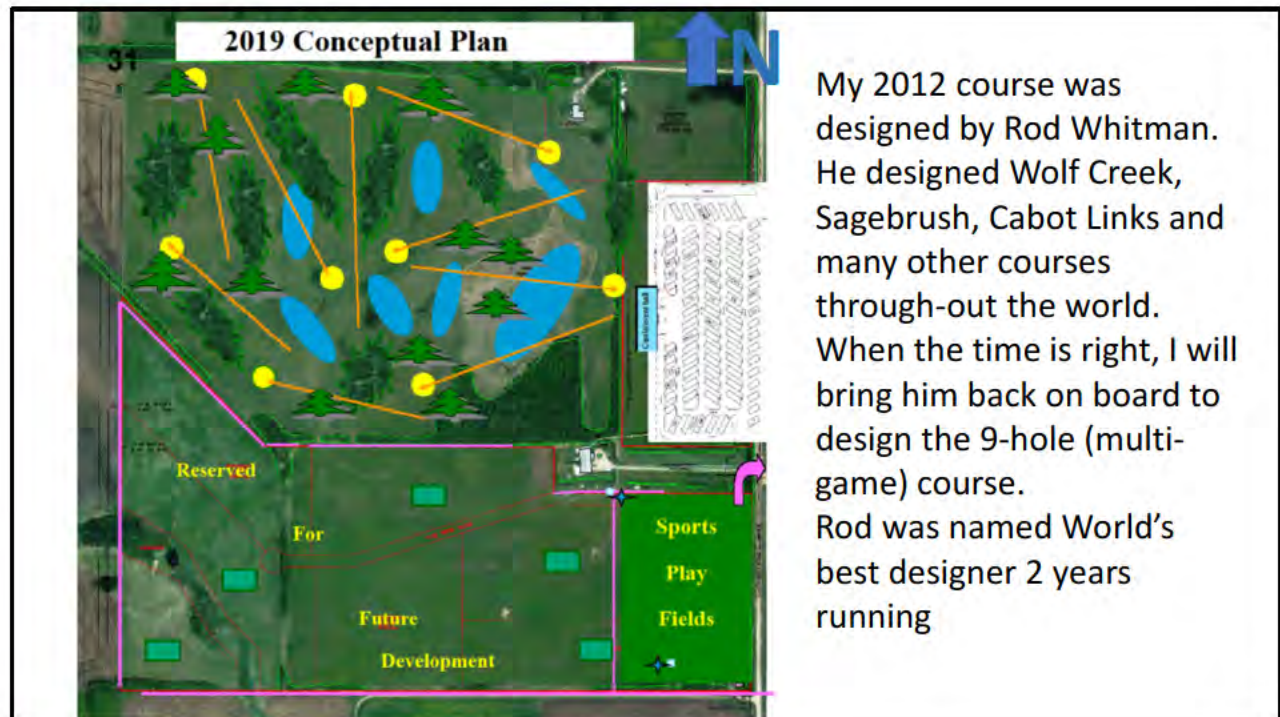 2019 Conceptual Plan
31
N
My 2012 course was
designed by Rod Whitman.
He designed Wolf Creek,
Sagebrush, Cabot Links and
many other courses
through-out the world.
When the time is right, I will
bring him back on board to
design the 9-hole (multi-
game) course.
Rod was named World’s
best designer 2 years
running
Reserved
For
Future
Development
Sports
Play
Fields